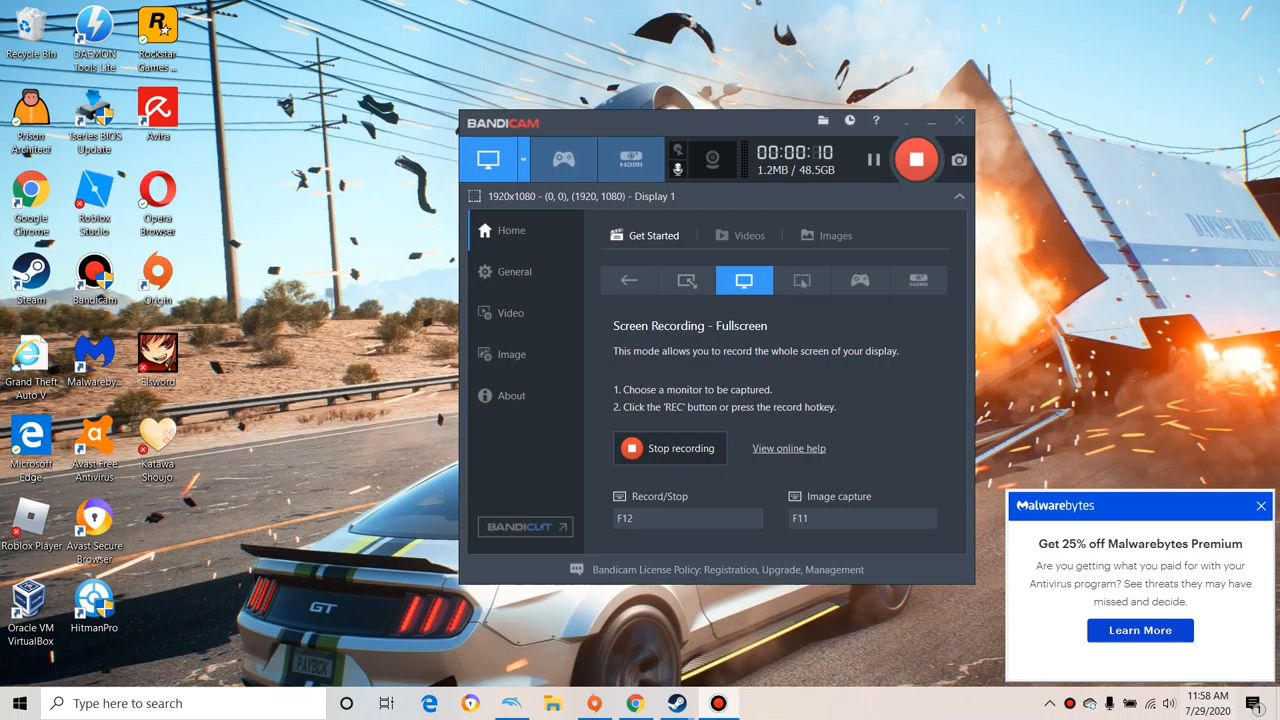 Recycle Bin
DAEMON
Tools Lite
Rockstar
Games ...
Prison
Architect
Tseries BIOS
Update
Avira
Google
Chrome
Roblox
Studio
Opera
Browser
Steam
Bandicam
Origin
Grand Theft
Auto V
Malwareby...
Elsword
Microsoft
Edge
Avast Free
Antivirus
Katawa
Shoujo
Roblox Player
Avast Secure
Browser
Oracle VM
VirtualBox
HitmanPro
BANDICAM
?
HDMI
00:00:10
1.2MB / 48.5GB
1920x1080 - (0, 0), (1920, 1080) - Display 1
Home
General
Video
Image
About
BANDICUT
Get Started
Videos
Images
HDMI
Screen Recording - Fullscreen
This mode allows you to record the whole screen of your display.
1. Choose a monitor to be captured.
2. Click the 'REC' button or press the record hotkey.
Stop recording
View online help
Record/Stop
Image capture
F12
F11
Bandicam License Policy: Registration, Upgrade, Management
GT
PAYBCK
Malwarebytes
Get 25% off Malwarebytes Premium
Are you getting what you paid for with your
Antivirus program? See threats they may have
missed and decide.
Learn More
Type here to search
11:58 AM
7/29/2020
1